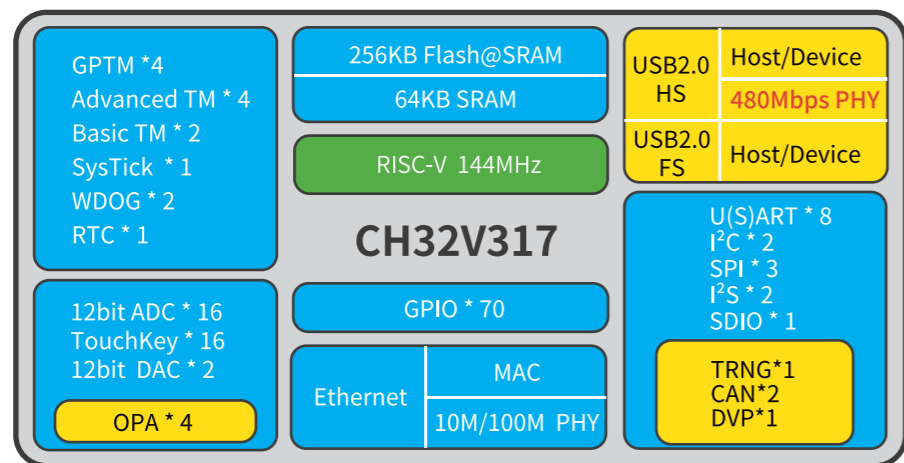 GPTM *4
Advanced TM * 4
Basic TM * 2
SysTick * 1
WDOG * 2
RTC * 1
12bit ADC * 16
TouchKey * 16
12bit DAC * 2
OPA * 4
256KB Flash@SRAM
64KB SRAM
RISC-V 144MHz
CH32V317
GPIO * 70
Ethernet
MAC
10M/100M PHY
USB2.0
HS
Host/Device
480Mbps PHY
USB2.0
FS
Host/Device
U(S)ART * 8
I²C * 2
SPI * 3
I²S * 2
SDIO * 1
TRNG*1
CAN*2
DVP*1